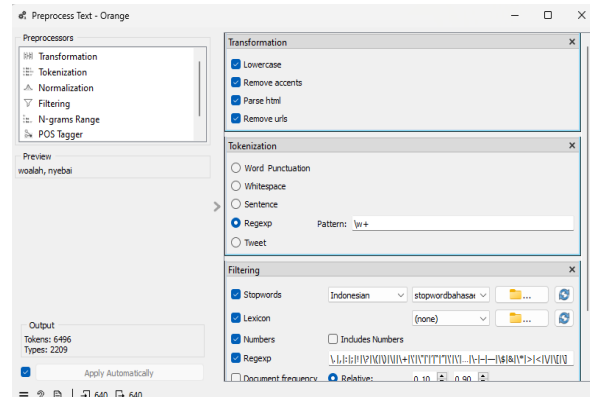 Preprocess Text - Orange
Preprocessors
Transformation
Tokenization
Normalization
Filtering
N-grams Range
POS Tagger
Preview
woalah, nyebai
Output
Tokens: 6496
Types: 2209
Apply Automatically
640 640
Transformation
Lowercase
Remove accents
Parse html
Remove urls
Tokenization
Word Punctuation
Whitespace
Sentence
Regexp Pattern: \w+
Tweet
Filtering
Stopwords Indonesian stopwordbahasa ...
Lexicon (none) ...
Numbers Includes Numbers
Regexp
Document frequency Relative: 0.10 0.90